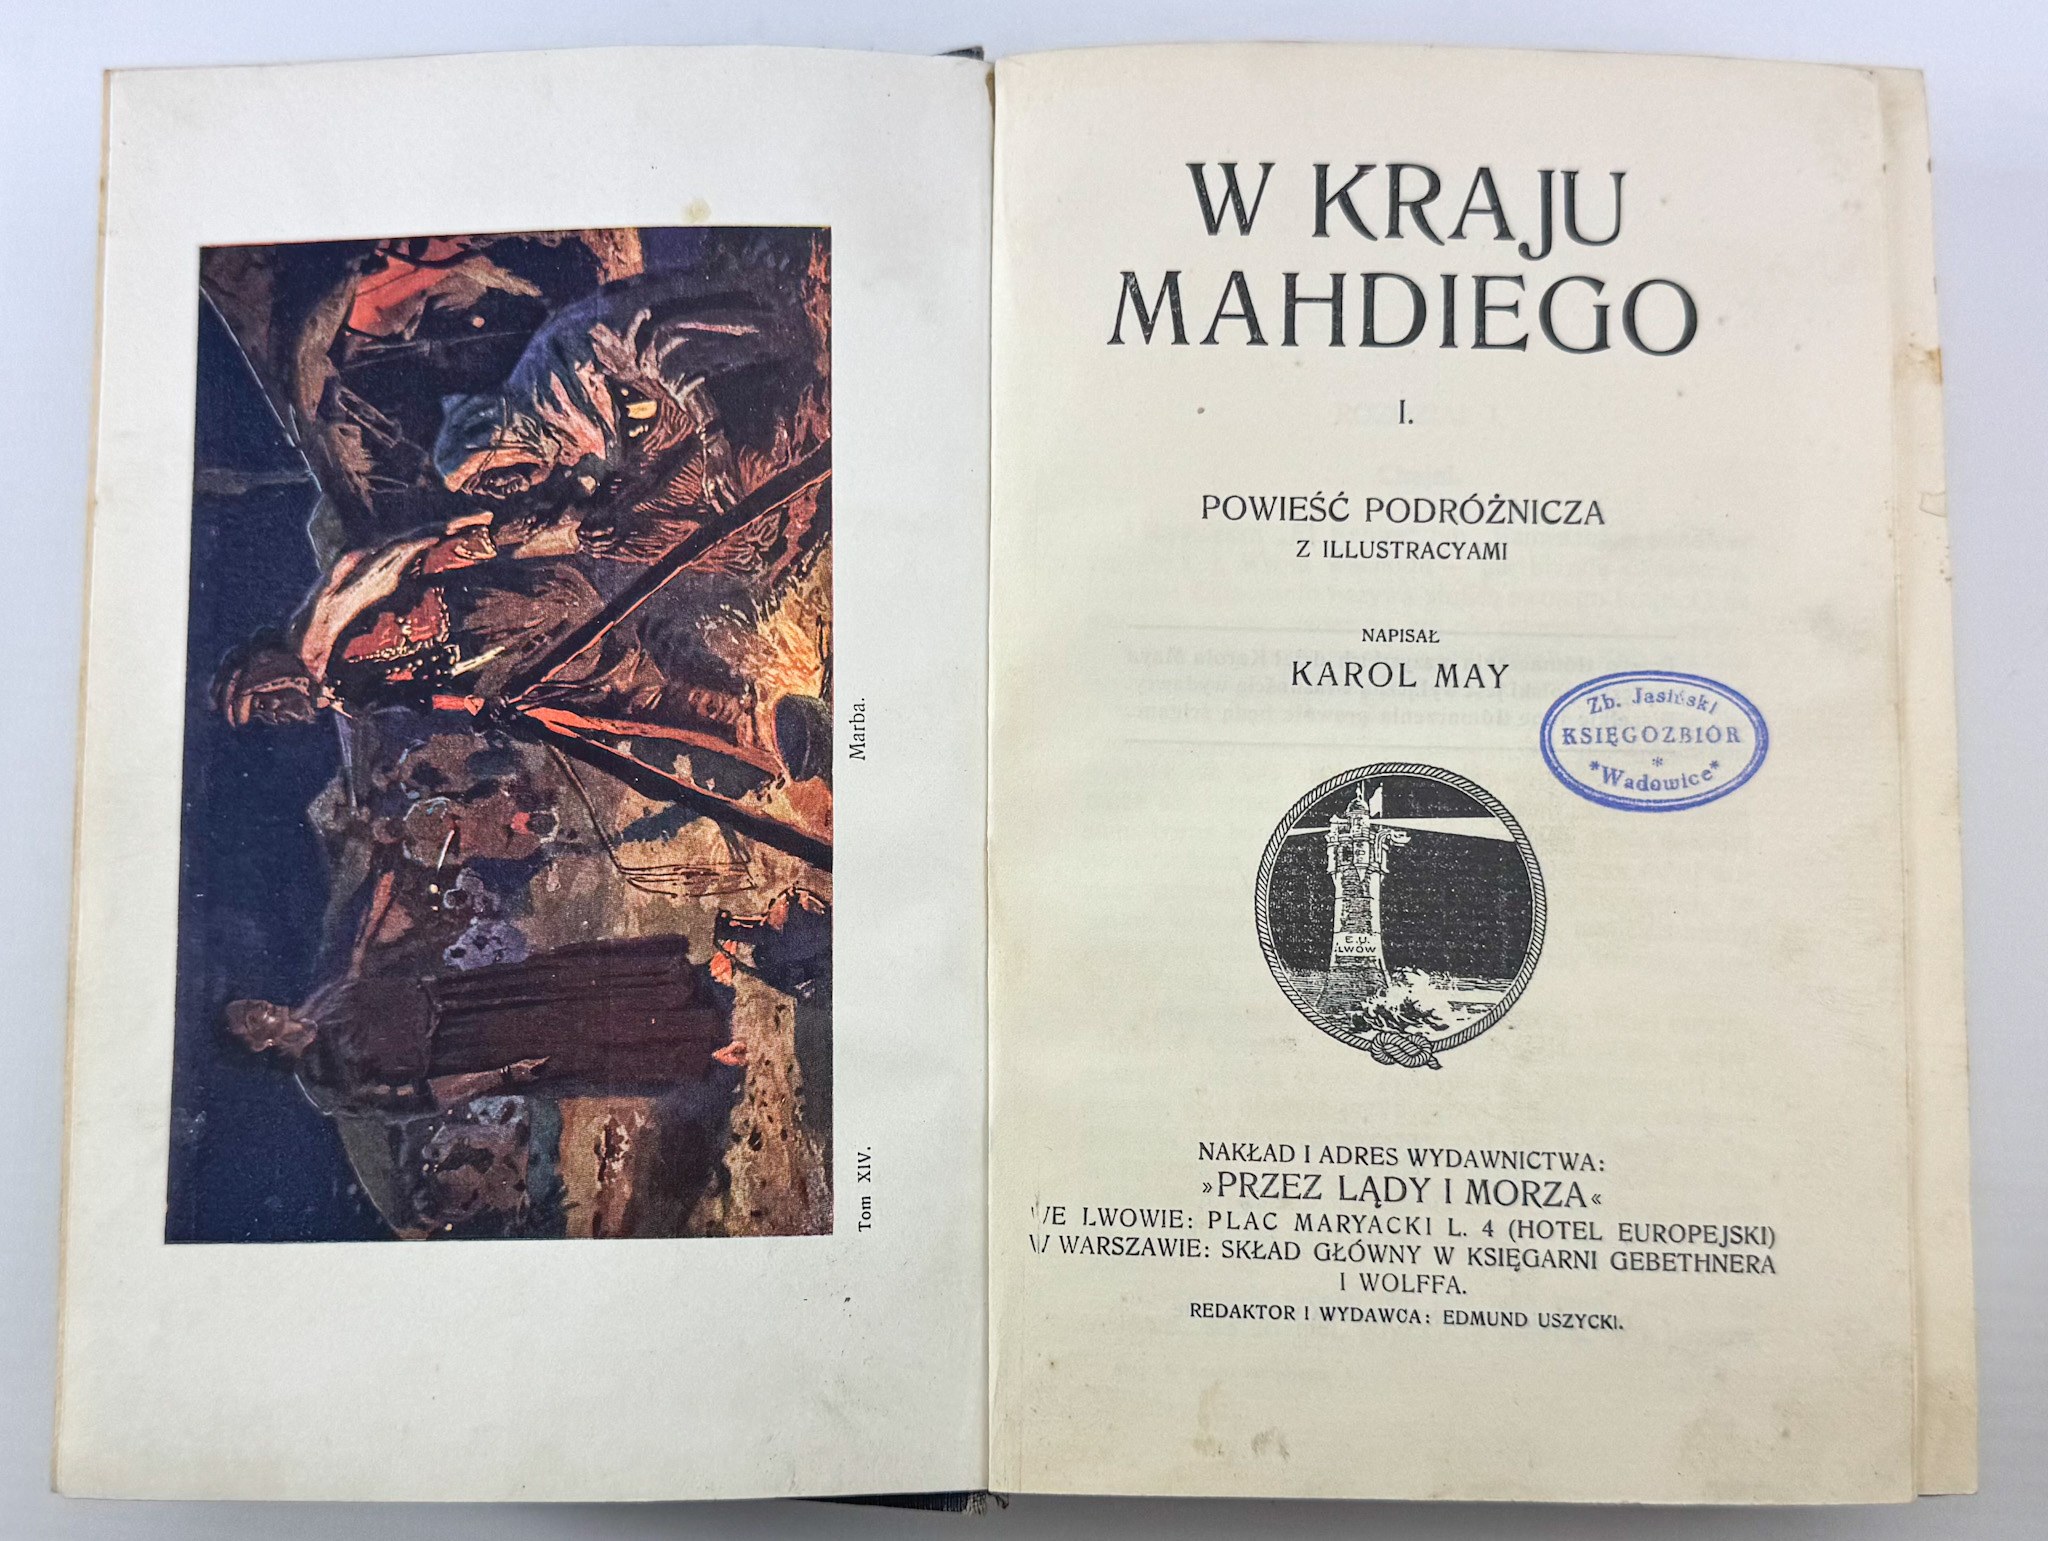 Marba.
Tom XIV.
W KRAJU
MAHDIEGO
I.
POWIEŚĆ PODRÓŻNICZA
Z ILLUSTRACYAMI
NAPISAŁ
KAROL MAY
Zb. Jasiński
KSIĘGOZBIÓR
*
*Wadowice*
E.U.
LWÓW
NAKŁAD I ADRES WYDAWNICTWA:
»PRZEZ LĄDY I MORZA«
WE LWOWIE: PLAC MARYACKI L. 4 (HOTEL EUROPEJSKI)
W WARSZAWIE: SKŁAD GŁÓWNY W KSIĘGARNI GEBETHNERA
I WOLFFA.
REDAKTOR I WYDAWCA: EDMUND USZYCKI.